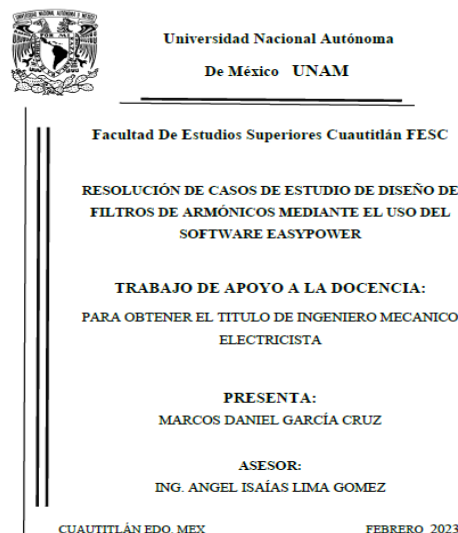 Universidad Nacional Autónoma
De México UNAM
Facultad De Estudios Superiores Cuautitlán FESC
RESOLUCIÓN DE CASOS DE ESTUDIO DE DISEÑO DE
FILTROS DE ARMÓNICOS MEDIANTE EL USO DEL
SOFTWARE EASYPOWER
TRABAJO DE APOYO A LA DOCENCIA:
PARA OBTENER EL TITULO DE INGENIERO MECANICO
ELECTRICISTA
PRESENTA:
MARCOS DANIEL GARCÍA CRUZ
ASESOR:
ING. ANGEL ISAÍAS LIMA GOMEZ
CUAUTITLÁN EDO. MEX FEBRERO 2023